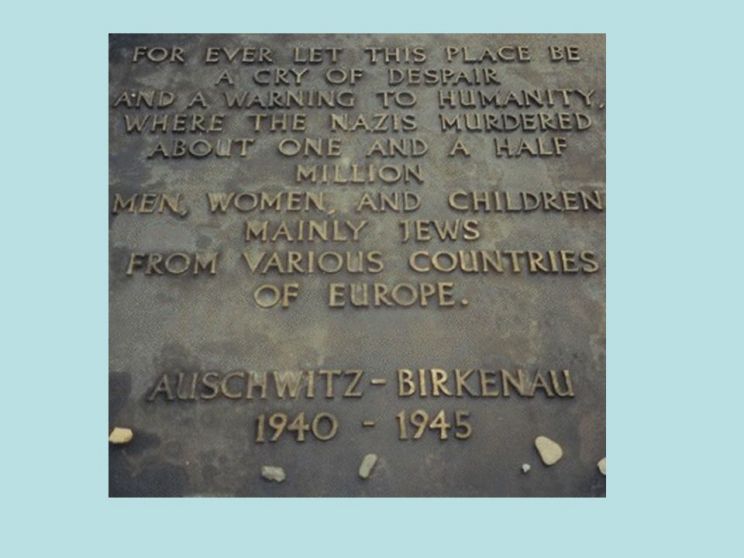 FOR EVER LET THIS PLACE BE
A CRY OF DESPAIR
AND A WARNING TO HUMANITY,
WHERE THE NAZIS MURDERED
ABOUT ONE AND A HALF
MILLION
MEN, WOMEN, AND CHILDREN
MAINLY JEWS
FROM VARIOUS COUNTRIES
OF EUROPE.
AUSCHWITZ - BIRKENAU
1940 - 1945